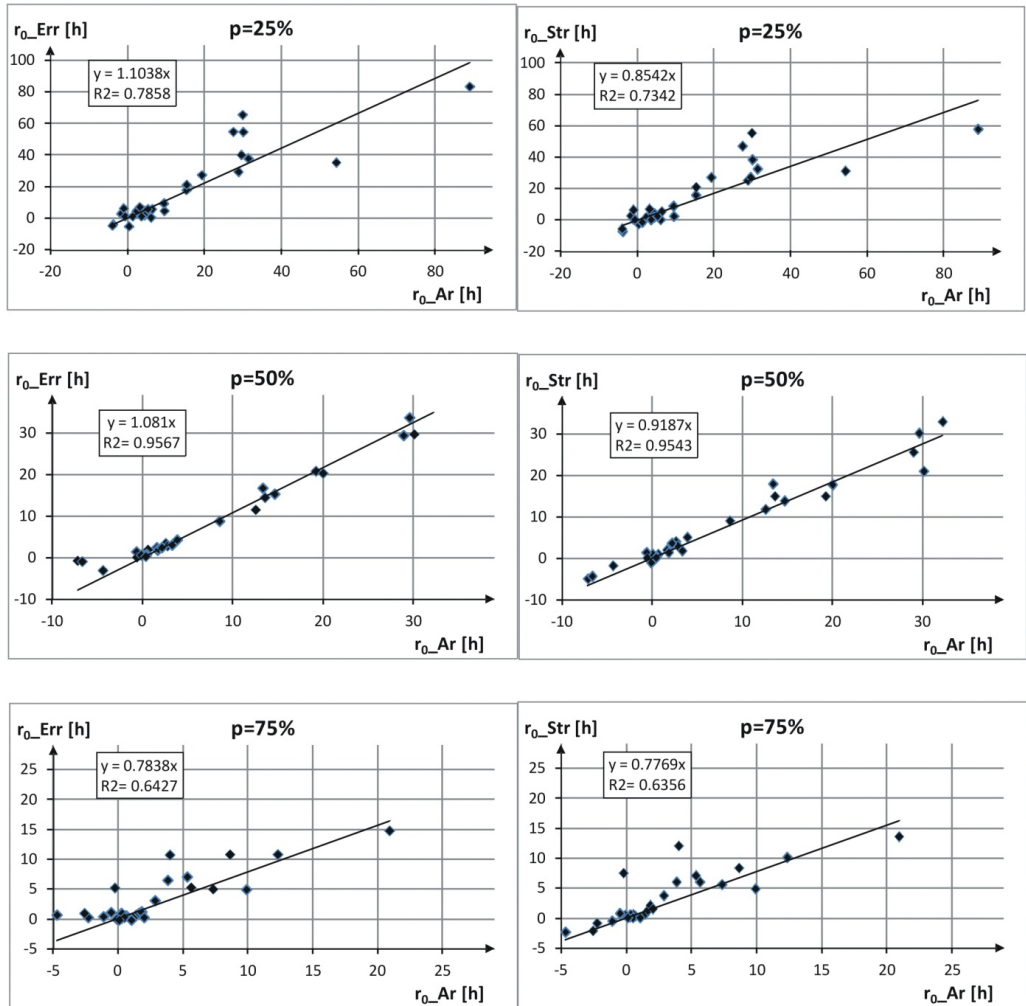 r₀_Err [h]
p=25%
y = 1.1038x
R2= 0.7858
100
80
60
40
20
0
-20
-20 0 20 40 60 80
r₀_Ar [h]
r₀_Str [h]
p=25%
y = 0.8542x
R2= 0.7342
100
80
60
40
20
0
-20
-20 0 20 40 60 80
r₀_Ar [h]
r₀_Err [h]
p=50%
y = 1.081x
R2= 0.9567
30
20
10
0
-10
-10 0 10 20 30
r₀_Ar [h]
r₀_Str [h]
p=50%
y = 0.9187x
R2= 0.9543
30
20
10
0
-10
-10 0 10 20 30
r₀_Ar [h]
r₀_Err [h]
p=75%
y = 0.7838x
R2= 0.6427
25
20
15
10
5
0
-5
-5 0 5 10 15 20 25
r₀_Ar [h]
r₀_Str [h]
p=75%
y = 0.7769x
R2= 0.6356
25
20
15
10
5
0
-5
-5 0 5 10 15 20 25
r₀_Ar [h]